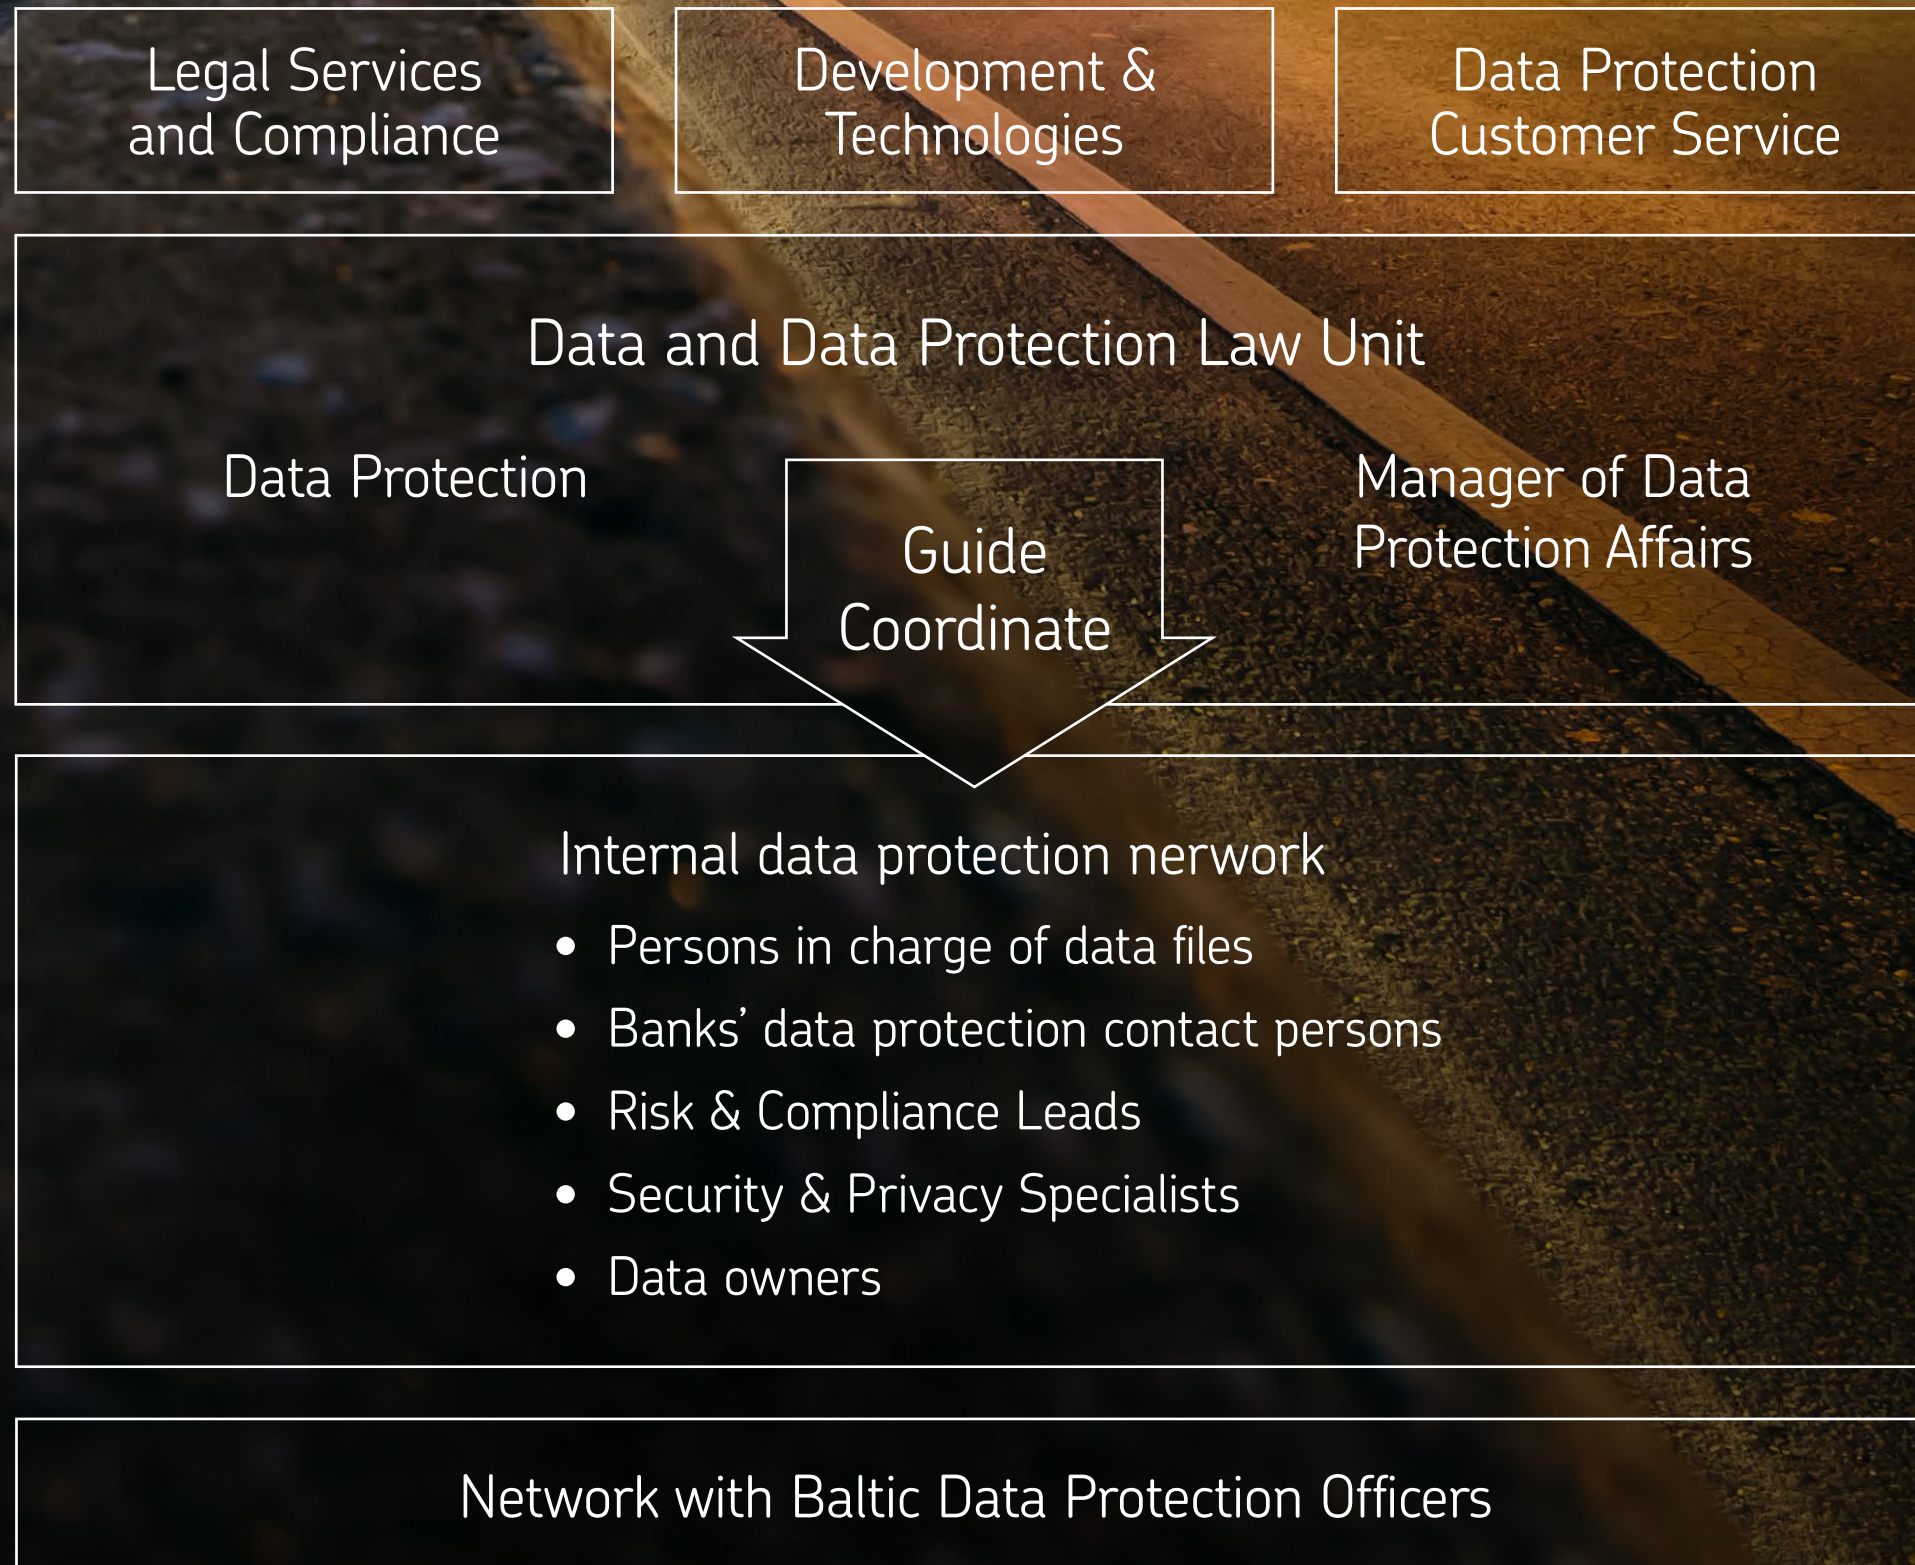 Legal Services
and Compliance
Development &
Technologies
Data Protection
Customer Service
Data and Data Protection Law Unit
Data Protection
Guide
Coordinate
Manager of Data
Protection Affairs
Internal data protection nerwork
• Persons in charge of data files
• Banks’ data protection contact persons
• Risk & Compliance Leads
• Security & Privacy Specialists
• Data owners
Network with Baltic Data Protection Officers